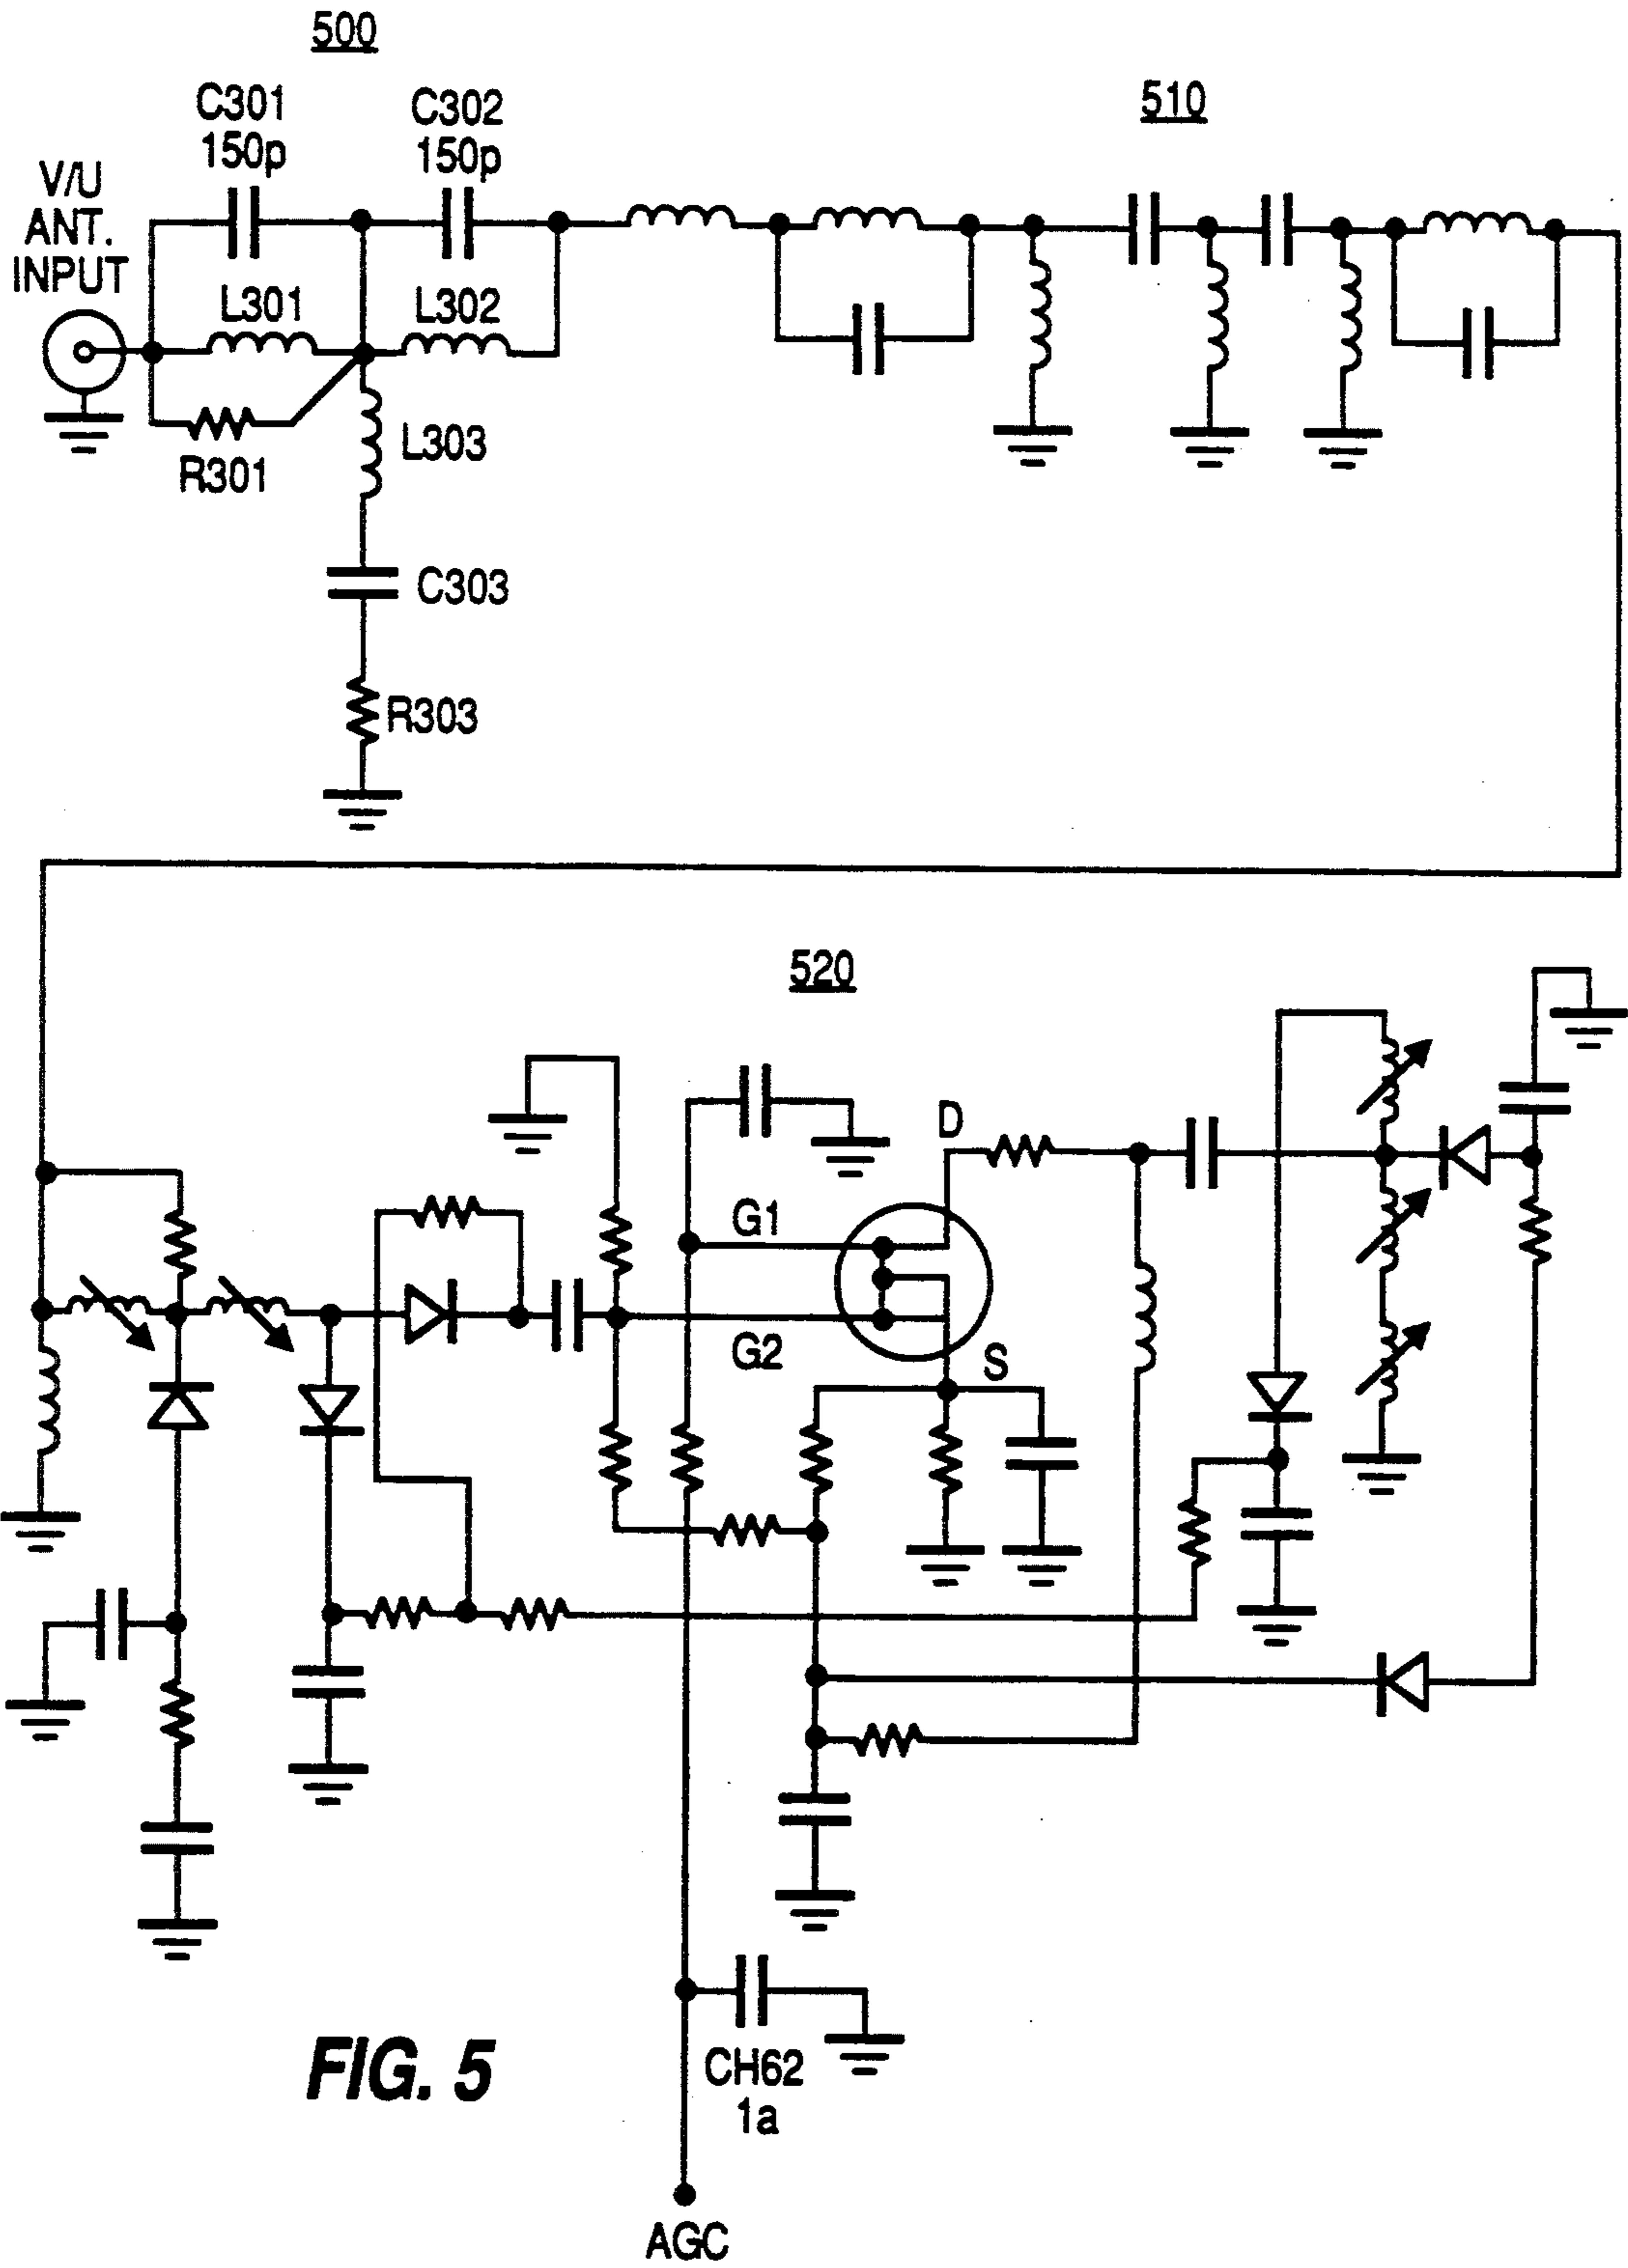 500
C301
150p
C302
150p
510
V/U
ANT.
INPUT
L301
L302
R301
L303
C303
R303
520
D
G1
G2
S
FIG. 5
CH62
1a
AGC